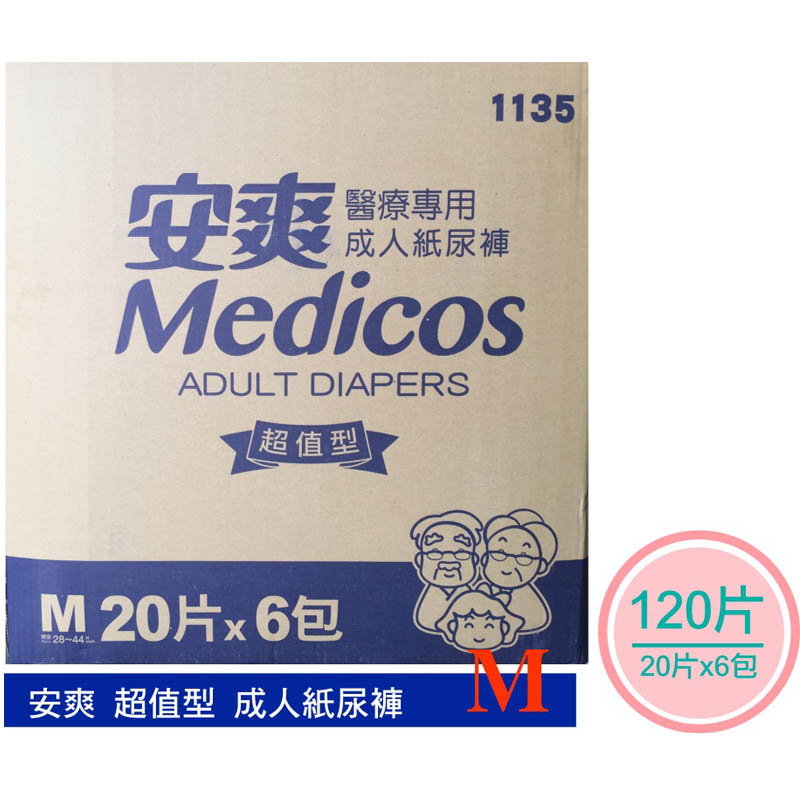 1135
安爽
醫療專用
成人紙尿褲
Medicos
ADULT DIAPERS
超值型
M 20片 x 6包
28~44
安爽 超值型 成人紙尿褲 M
120片
20片x6包